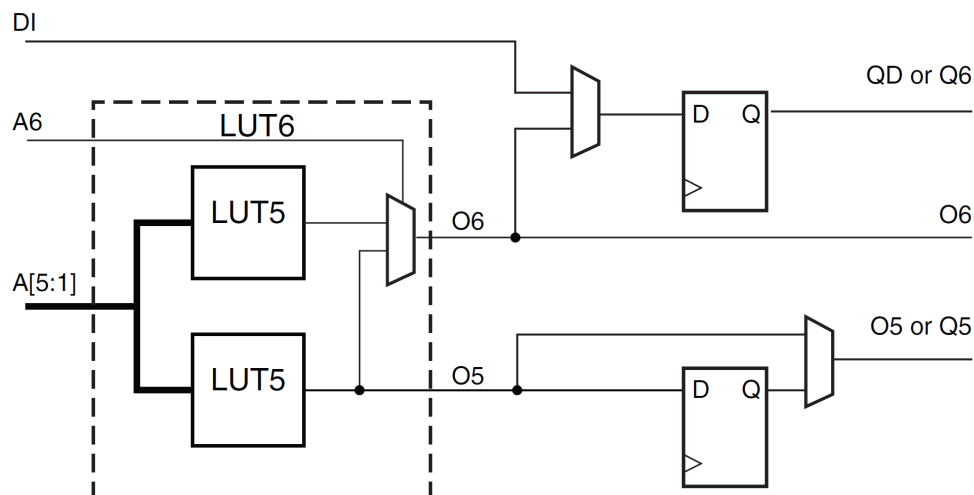 DI
QD or Q6
A6
LUT6
D Q
LUT5
O6
O6
A[5:1]
O5 or Q5
LUT5
O5
D Q